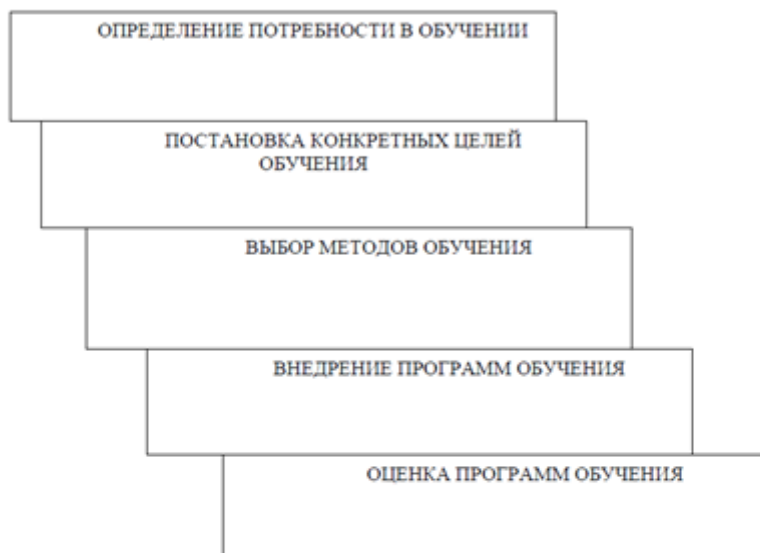 ОПРЕДЕЛЕНИЕ ПОТРЕБНОСТИ В ОБУЧЕНИИ
ПОСТАНОВКА КОНКРЕТНЫХ ЦЕЛЕЙ
ОБУЧЕНИЯ
ВЫБОР МЕТОДОВ ОБУЧЕНИЯ
ВНЕДРЕНИЕ ПРОГРАММ ОБУЧЕНИЯ
ОЦЕНКА ПРОГРАММ ОБУЧЕНИЯ